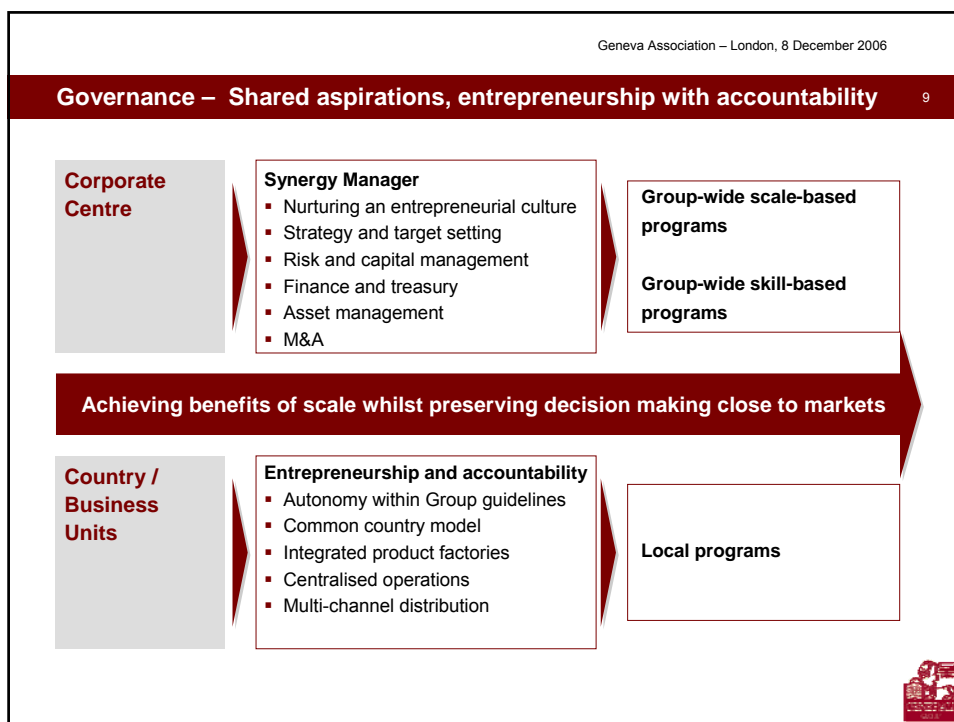 Geneva Association – London, 8 December 2006
Governance – Shared aspirations, entrepreneurship with accountability
9
Corporate
Centre
Synergy Manager
▪ Nurturing an entrepreneurial culture
▪ Strategy and target setting
▪ Risk and capital management
▪ Finance and treasury
▪ Asset management
▪ M&A
Group-wide scale-based
programs
Group-wide skill-based
programs
Achieving benefits of scale whilst preserving decision making close to markets
Country /
Business
Units
Entrepreneurship and accountability
▪ Autonomy within Group guidelines
▪ Common country model
▪ Integrated product factories
▪ Centralised operations
▪ Multi-channel distribution
Local programs